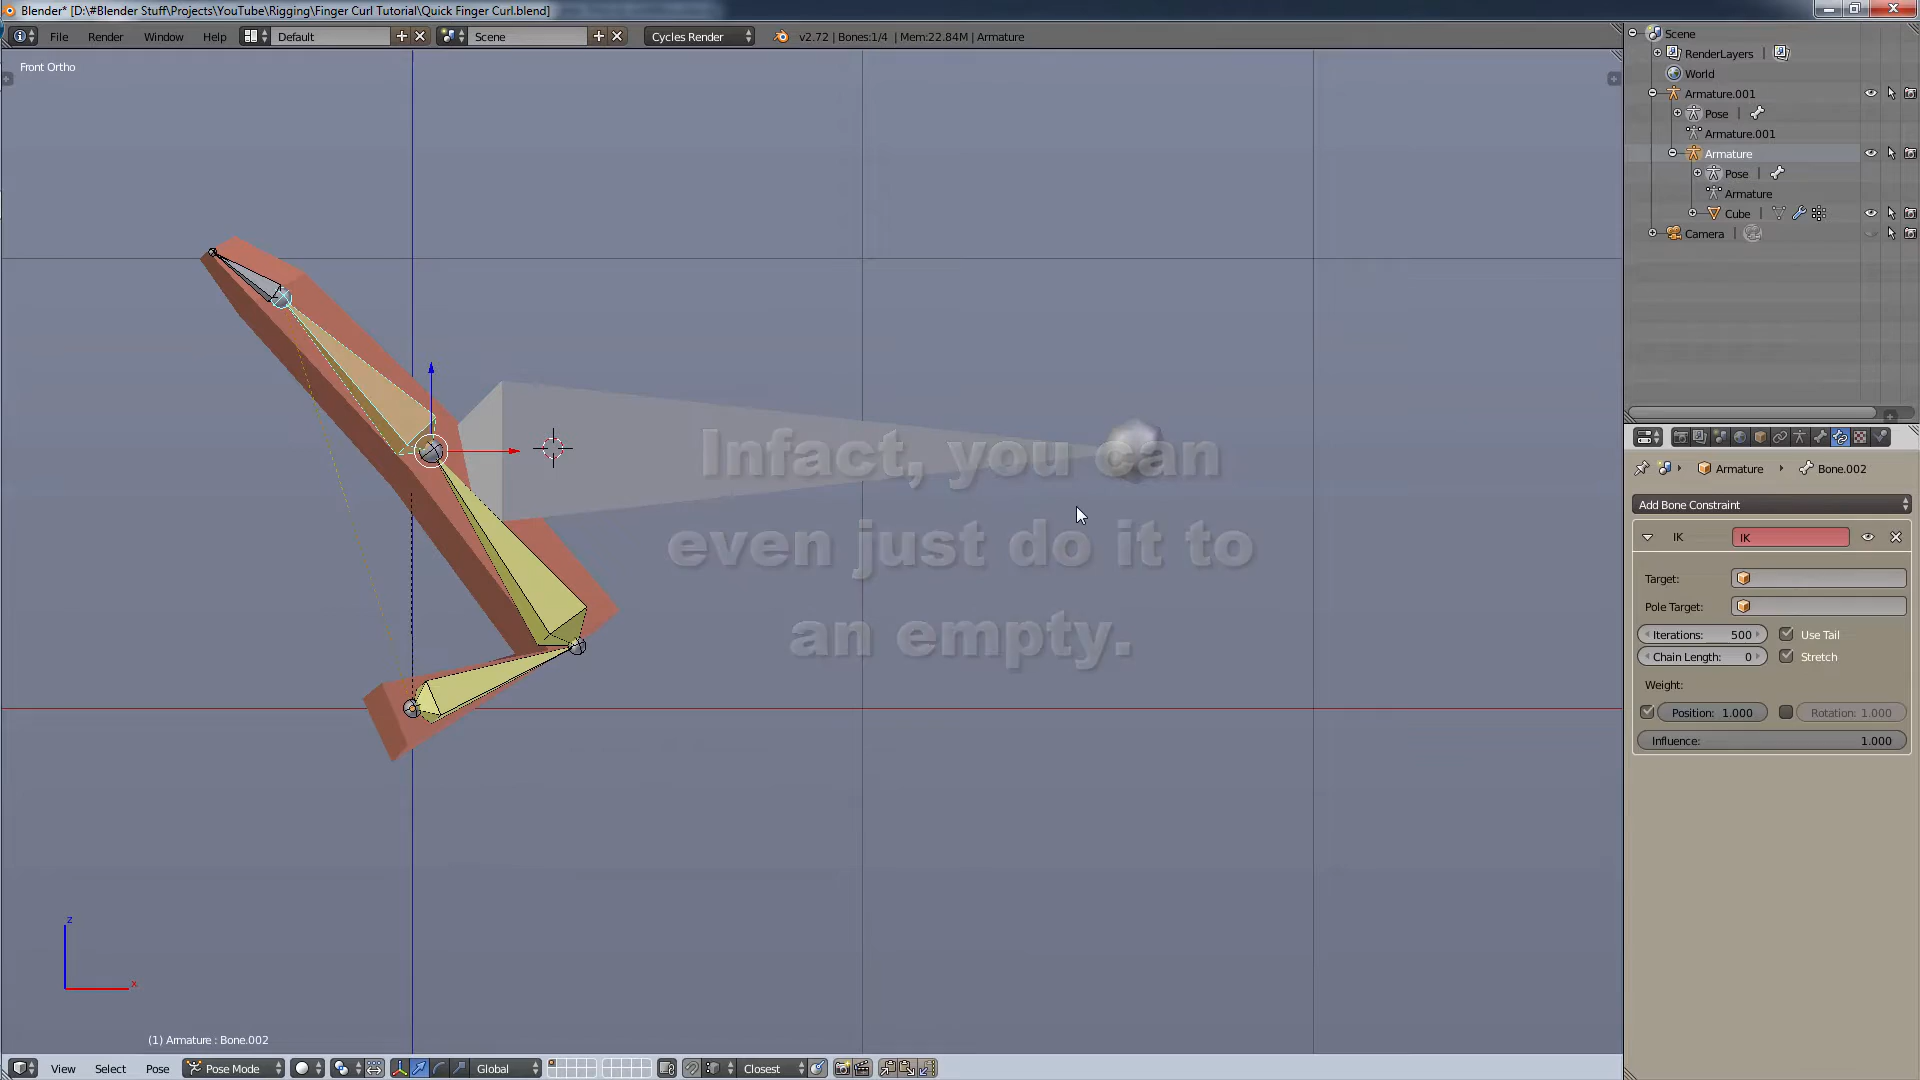 Blender* [D:\#Blender Stuff\Projects\YouTube\Rigging\Finger Curl Tutorial\Quick Finger Curl.blend]
File Render Window Help Default Scene Cycles Render v2.72 | Bones:1/4 | Mem:22.84M | Armature
Front Ortho
Infact, you can
even just do it to
an empty.
z
x
(1) Armature : Bone.002
View Select Pose Pose Mode Global Closest
Scene
RenderLayers
World
Armature.001
Pose
Armature.001
Armature
Pose
Armature
Cube
Camera
Armature Bone.002
Add Bone Constraint
IK IK
Target:
Pole Target:
Iterations: 500 Use Tail
Chain Length: 0 Stretch
Weight:
Position: 1.000 Rotation: 1.000
Influence: 1.000